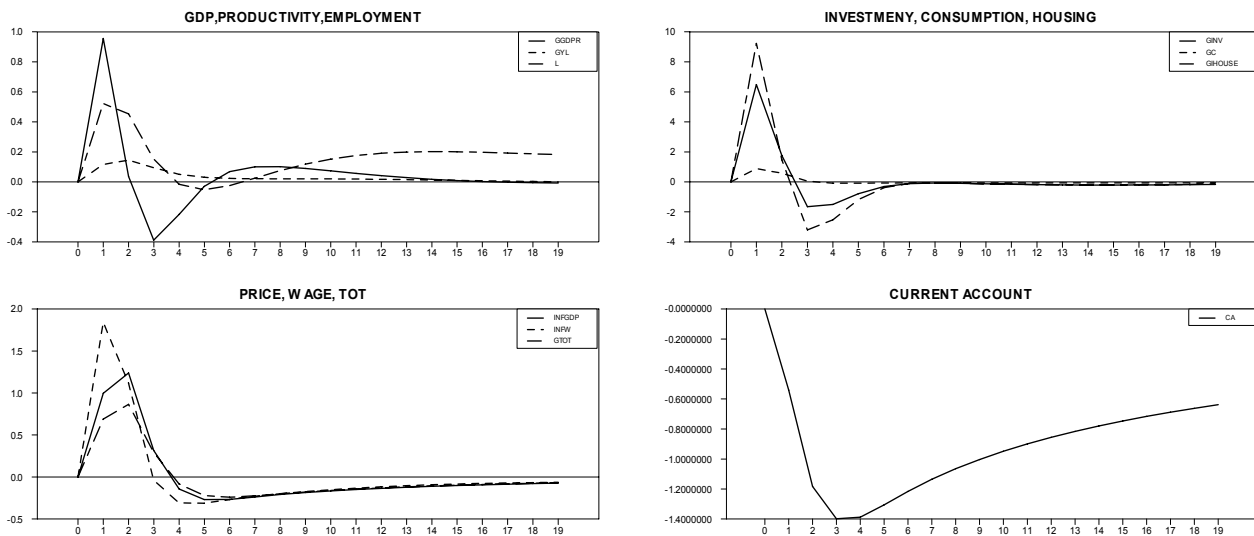 GDP,PRODUCTIVITY,EMPLOYMENT
1.0
0.8
0.6
0.4
0.2
0.0
-0.2
-0.4
GGDPR
GYL
L
0 1 2 3 4 5 6 7 8 9 10 11 12 13 14 15 16 17 18 19
INVESTMENY, CONSUMPTION, HOUSING
10
8
6
4
2
0
-2
-4
GINV
GC
GIHOUSE
0 1 2 3 4 5 6 7 8 9 10 11 12 13 14 15 16 17 18 19
PRICE, WAGE, TOT
2.0
1.5
1.0
0.5
0.0
-0.5
INFGDP
INFW
GTOT
0 1 2 3 4 5 6 7 8 9 10 11 12 13 14 15 16 17 18 19
CURRENT ACCOUNT
-0.0000000
-0.2000000
-0.4000000
-0.6000000
-0.8000000
-1.0000000
-1.2000000
-1.4000000
CA
0 1 2 3 4 5 6 7 8 9 10 11 12 13 14 15 16 17 18 19